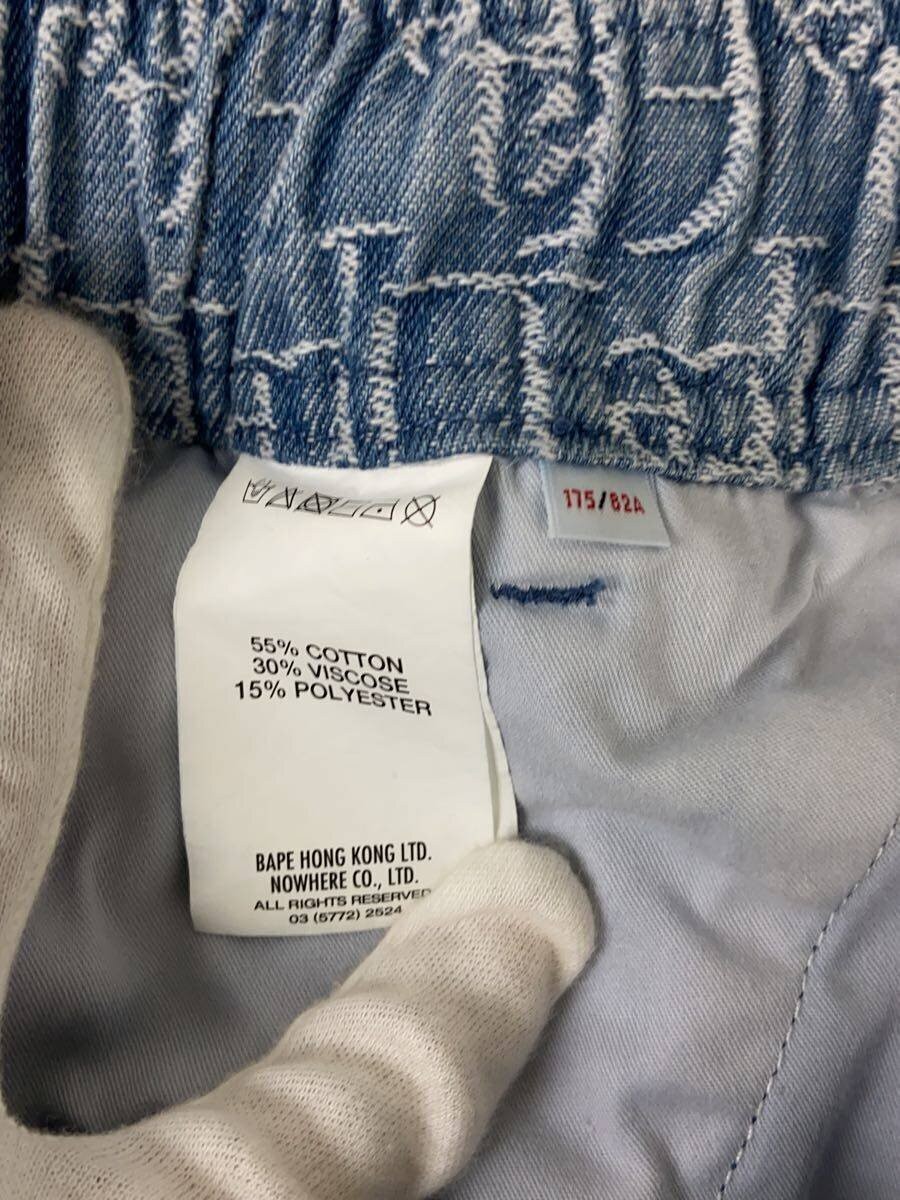 175/82A
55% COTTON
30% VISCOSE
15% POLYESTER
BAPE HONG KONG LTD.
NOWHERE CO., LTD.
ALL RIGHTS RESERVED
03 (5772) 2524